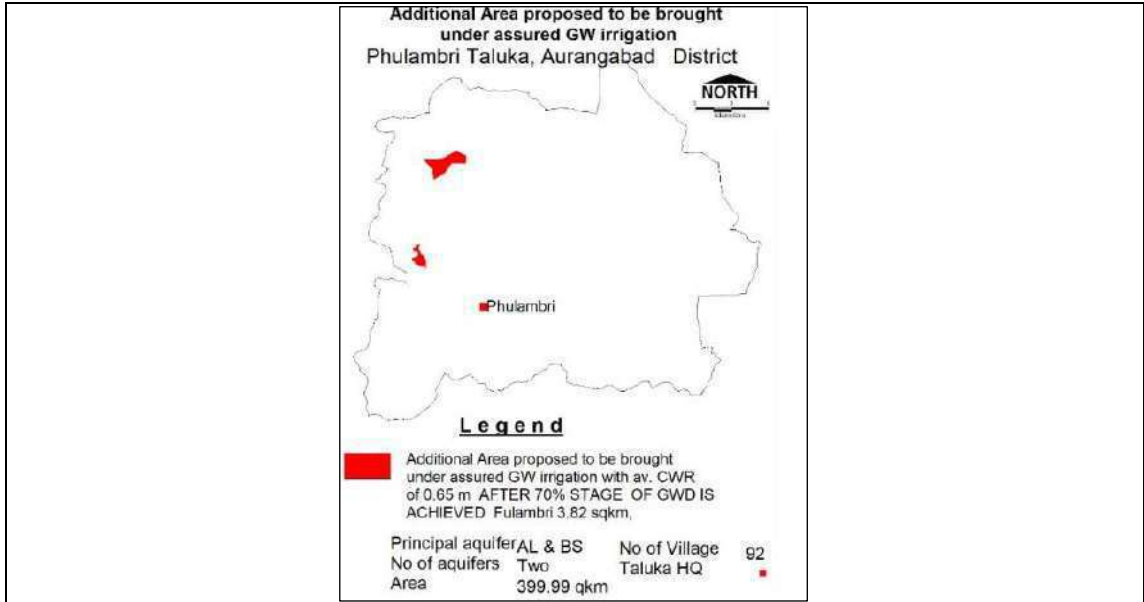 Additional Area proposed to be brought
under assured GW irrigation
Phulambri Taluka, Aurangabad District
NORTH
Phulambri
Legend
Additional Area proposed to be brought
under assured GW irrigation with av. CWR
of 0.65 m AFTER 70% STAGE OF GWD IS
ACHIEVED Fulambri 3.82 sqkm,
Principal aquifer AL & BS No of Village 92
No of aquifers Two Taluka HQ
Area 399.99 qkm